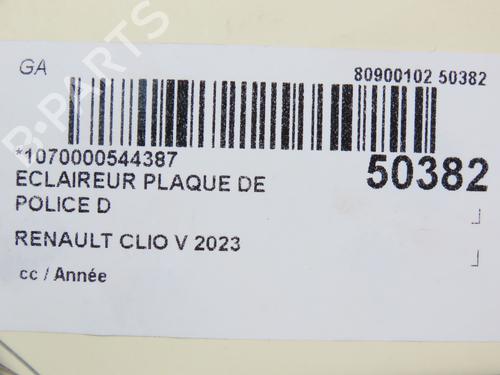 GA
80900102 50382
*1070000544387
50382
ECLAIREUR PLAQUE DE
POLICE D
RENAULT CLIO V 2023
cc / Année
B-PARTS